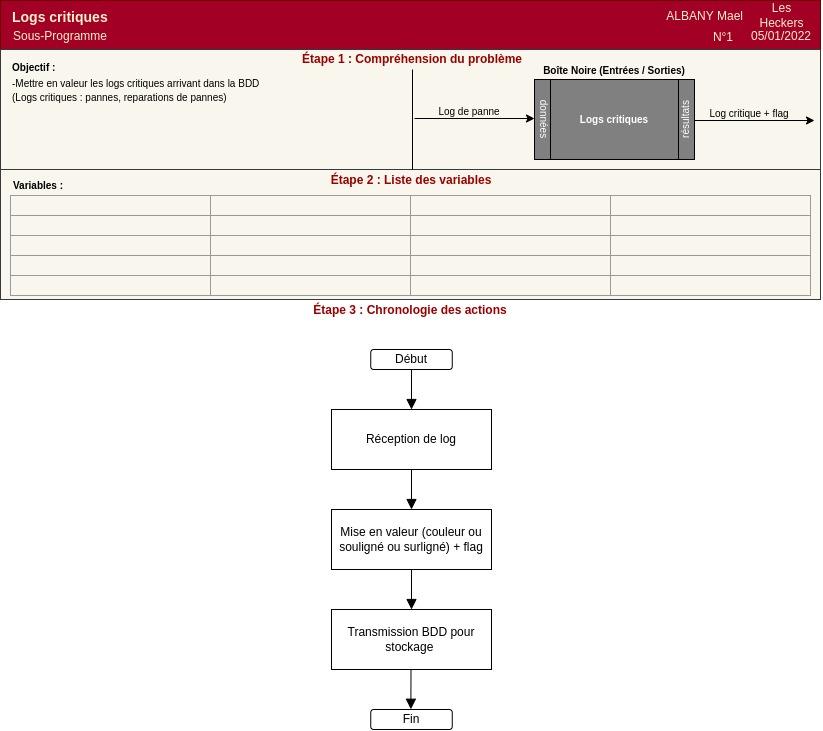 Logs critiques
Sous-Programme
ALBANY Mael
N°1
Les
Heckers
05/01/2022
Étape 1 : Compréhension du problème
Objectif :
-Mettre en valeur les logs critiques arrivant dans la BDD
(Logs critiques : pannes, reparations de pannes)
Boîte Noire (Entrées / Sorties)
Log de panne
données
Logs critiques
résultats
Log critique + flag
Étape 2 : Liste des variables
Variables :
Étape 3 : Chronologie des actions
Début
Réception de log
Mise en valeur (couleur ou
souligné ou surligné) + flag
Transmission BDD pour
stockage
Fin